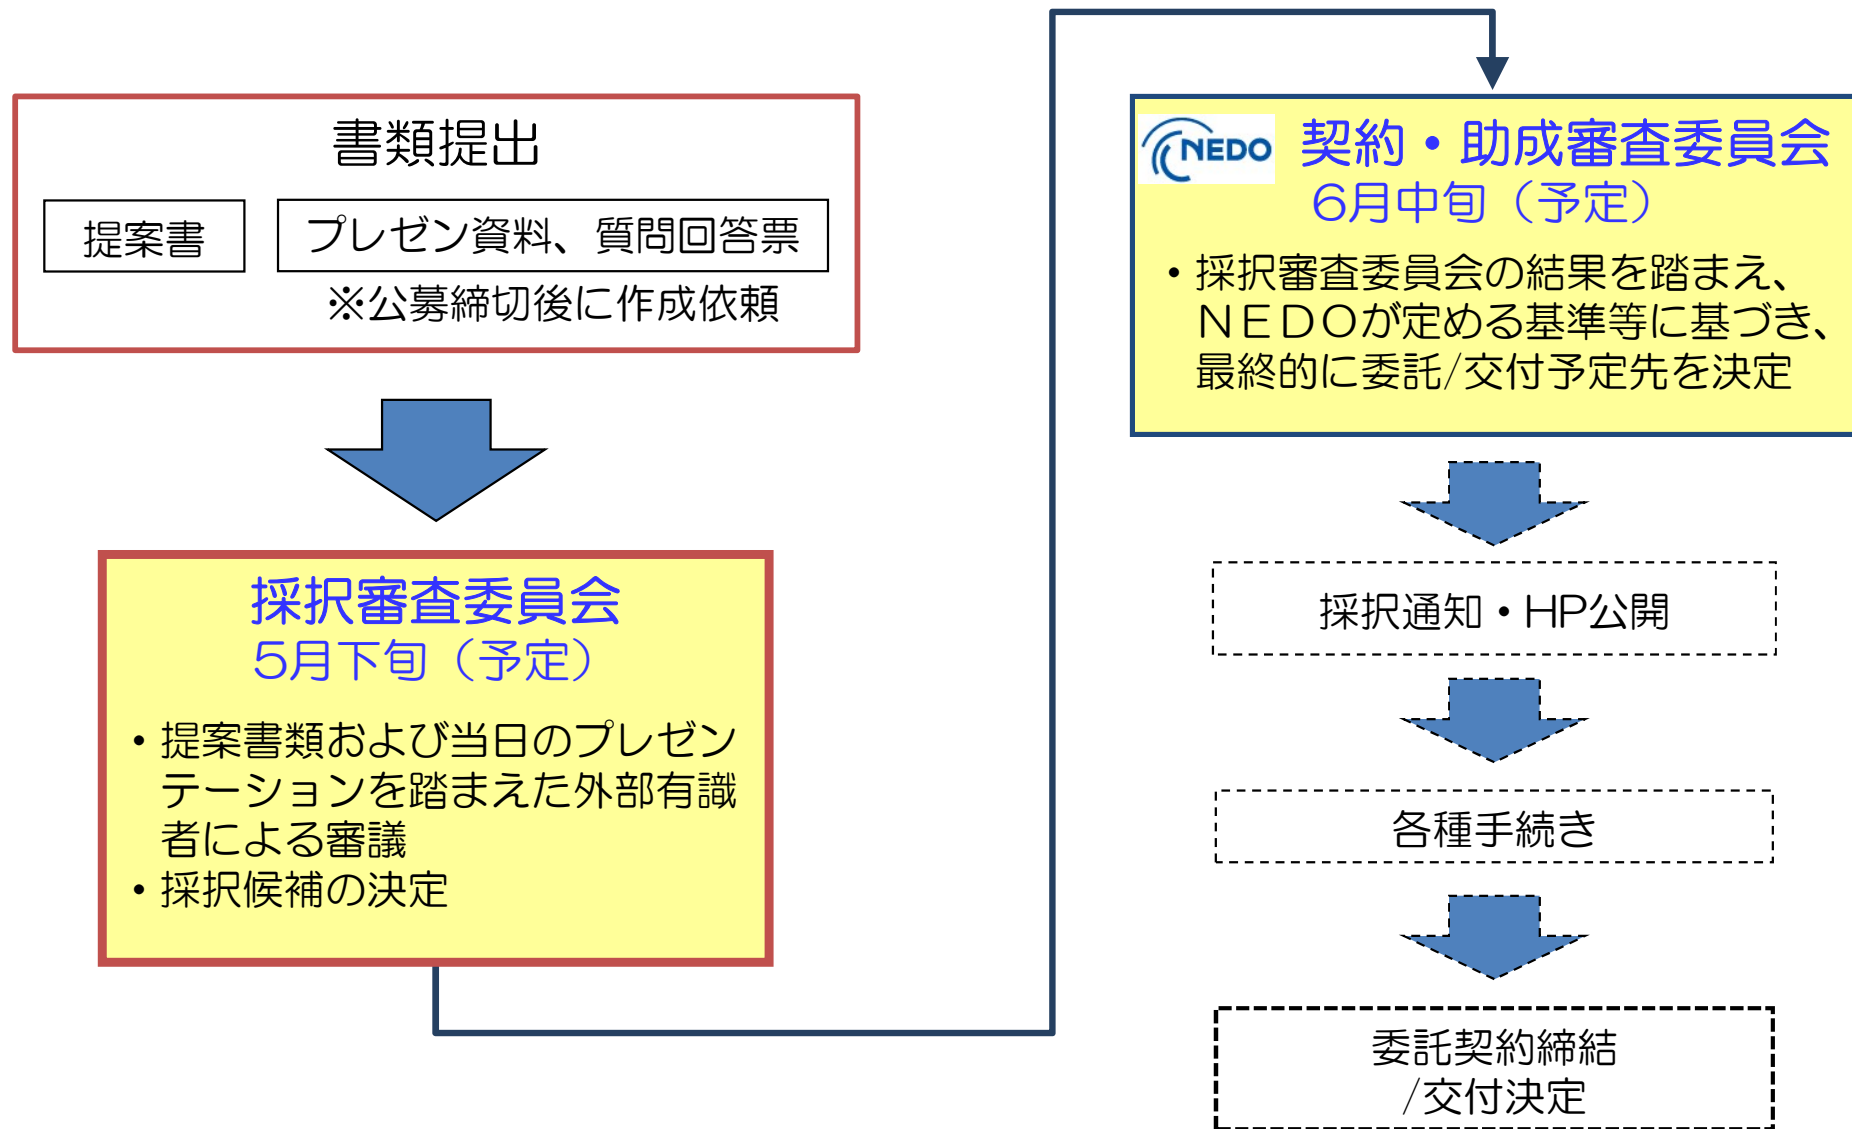 書類提出
提案書
プレゼン資料、質問回答票
※公募締切後に作成依頼
採択審査委員会
5月下旬（予定）
・提案書類および当日のプレゼン
テーションを踏まえた外部有識
者による審議
・採択候補の決定
NEDO
契約・助成審査委員会
6月中旬（予定）
・採択審査委員会の結果を踏まえ、
ＮＥＤＯが定める基準等に基づき、
最終的に委託/交付予定先を決定
採択通知・HP公開
各種手続き
委託契約締結
/交付決定